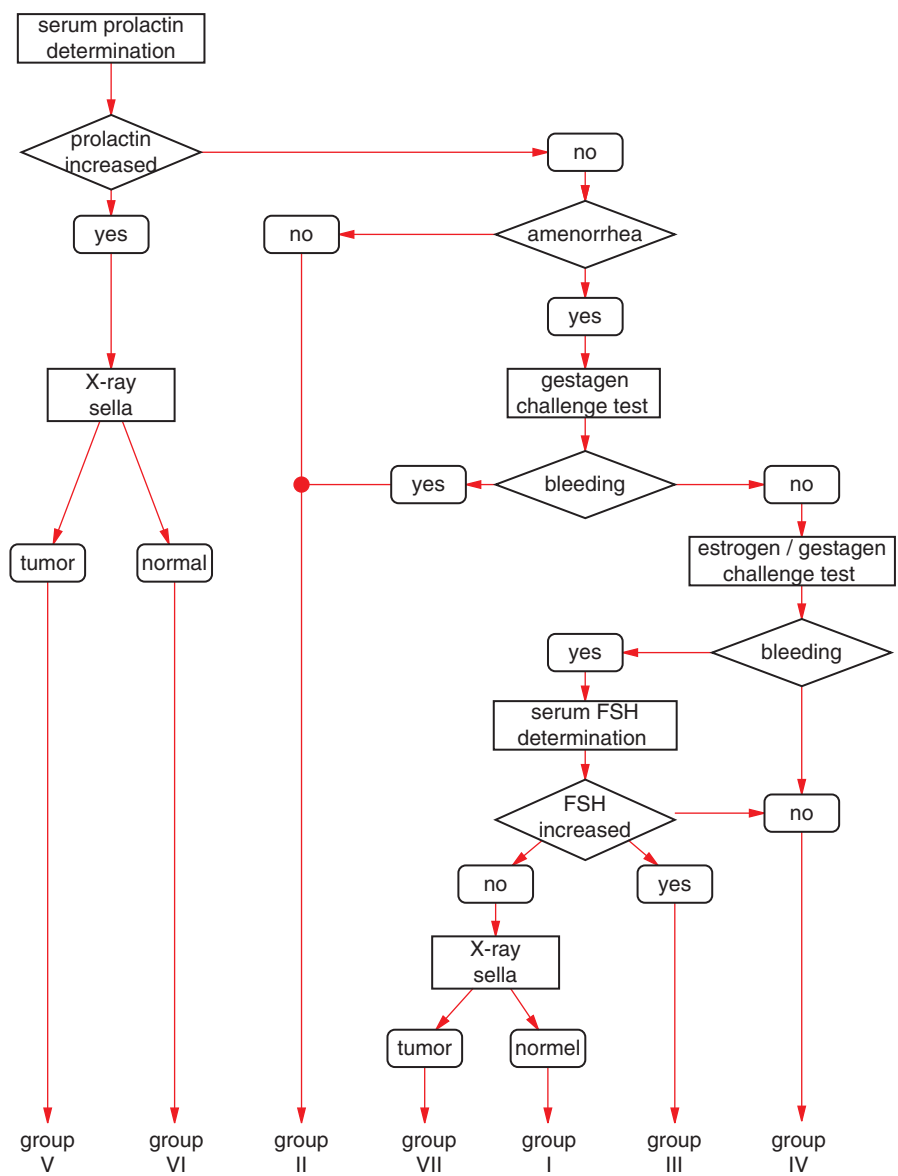 serum prolactin
determination
prolactin
increased
no
yes
no
amenorrhea
yes
X-ray
sella
gestagen
challenge test
yes
bleeding
no
tumor
normal
estrogen / gestagen
challenge test
yes
bleeding
serum FSH
determination
FSH
increased
no
no
yes
X-ray
sella
tumor
normel
group
V
group
VI
group
II
group
VII
group
I
group
III
group
IV